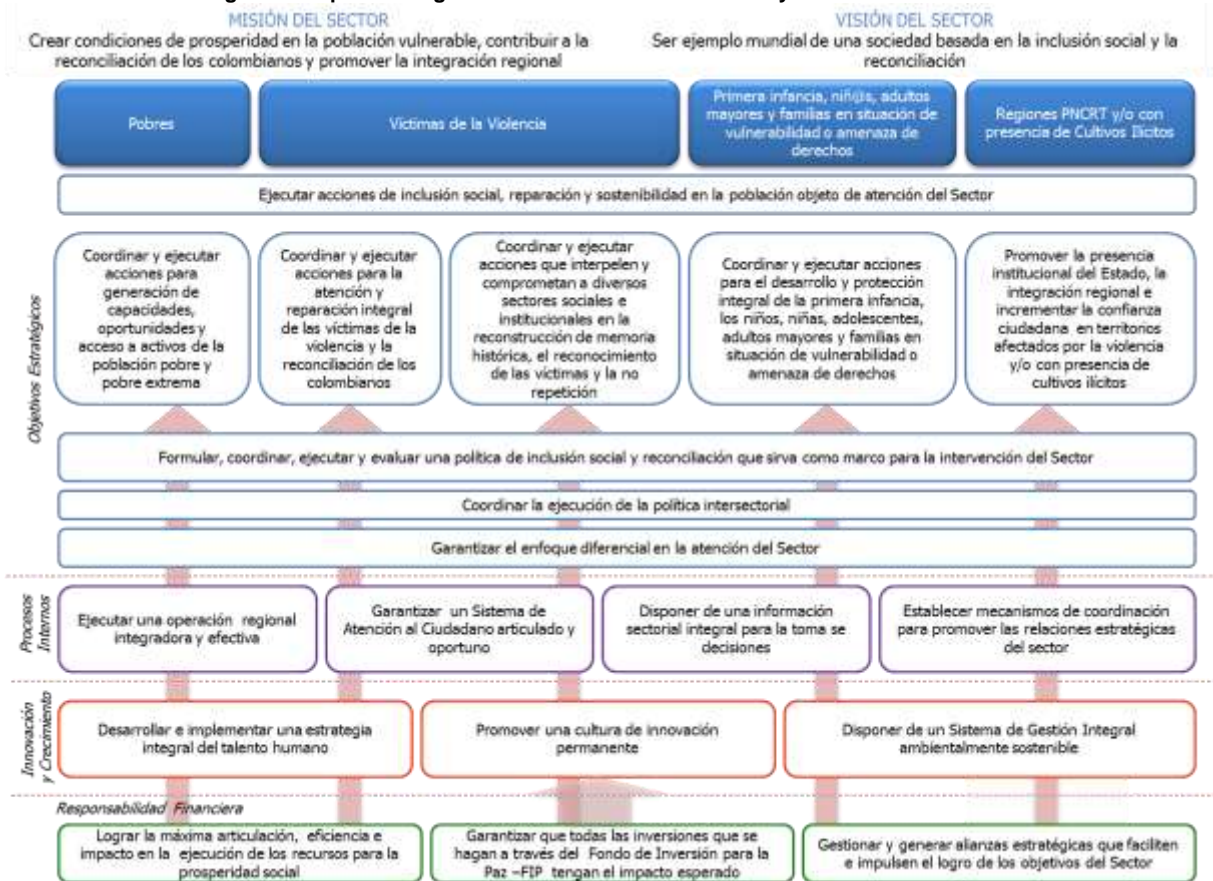 MISIÓN DEL SECTOR
Crear condiciones de prosperidad en la población vulnerable, contribuir a la
reconciliación de los colombianos y promover la integración regional
VISIÓN DEL SECTOR
Ser ejemplo mundial de una sociedad basada en la inclusión social y la
reconciliación
Pobres
Víctimas de la Violencia
Primera infancia, niñ@s, adultos
mayores y familias en situación de
vulnerabilidad o amenaza de
derechos
Regiones PNCRT y/o con
presencia de Cultivos Ilícitos
Ejecutar acciones de inclusión social, reparación y sostenibilidad en la población objeto de atención del Sector
Objetivos Estratégicos
Coordinar y ejecutar
acciones para
generación de
capacidades,
oportunidades y
acceso a activos de la
población pobre y
pobre extrema
Coordinar y ejecutar
acciones para la
atención y
reparación integral
de las víctimas de la
violencia y la
reconciliación de los
colombianos
Coordinar y ejecutar
acciones que interpelen y
comprometan a diversos
sectores sociales e
institucionales en la
reconstrucción de memoria
histórica, el reconocimiento
de las víctimas y la no
repetición
Coordinar y ejecutar acciones
para el desarrollo y protección
integral de la primera infancia,
los niños, niñas, adolescentes,
adultos mayores y familias en
situación de vulnerabilidad o
amenaza de derechos
Promover la presencia
institucional del Estado, la
integración regional e
incrementar la confianza
ciudadana en territorios
afectados por la violencia
y/o con presencia de
cultivos ilícitos
Formular, coordinar, ejecutar y evaluar una política de inclusión social y reconciliación que sirva como marco para la intervención del Sector
Coordinar la ejecución de la política intersectorial
Garantizar el enfoque diferencial en la atención del Sector
Procesos
Internos
Ejecutar una operación regional
integradora y efectiva
Garantizar un Sistema de
Atención al Ciudadano articulado y
oportuno
Disponer de una información
sectorial integral para la toma se
decisiones
Establecer mecanismos de coordinación
para promover las relaciones estratégicas
del sector
Innovación
y Crecimiento
Desarrollar e implementar una estrategia
integral del talento humano
Promover una cultura de innovación
permanente
Disponer de un Sistema de Gestión Integral
ambientalmente sostenible
Responsabilidad Financiera
Lograr la máxima articulación, eficiencia e
impacto en la ejecución de los recursos para la
prosperidad social
Garantizar que todas las inversiones que se
hagan a través del Fondo de Inversión para la
Paz –FIP tengan el impacto esperado
Gestionar y generar alianzas estratégicas que faciliten
e impulsen el logro de los objetivos del Sector